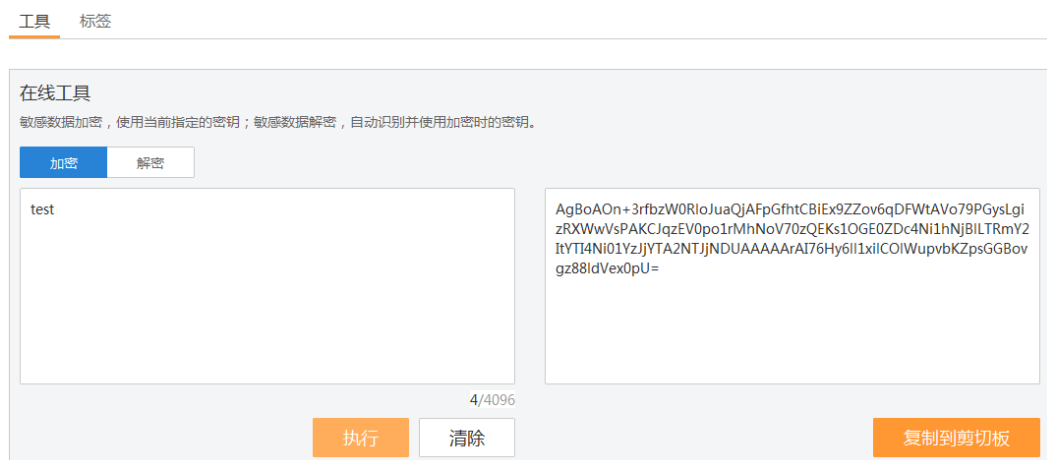 工具 标签
在线工具
敏感数据加密，使用当前指定的密钥；敏感数据解密，自动识别并使用加密时的密钥。
加密 解密
test
AgBoAOn+3rfbzW0RIoJuaQjAFpGfhtCBiEx9ZZov6qDFWtAVo79PGysLgi
zRXWwVsPAKCJqzEV0po1rMhNoV70zQEKs1OGE0ZDc4Ni1hNjBlLTRmY2
ItYTI4Ni01YzJjYTA2NTJjNDUAAAAArAI76Hy6Il1xiICOlWupvbKZpsGGBov
gz88IdVex0pU=
4/4096
执行 清除 复制到剪切板